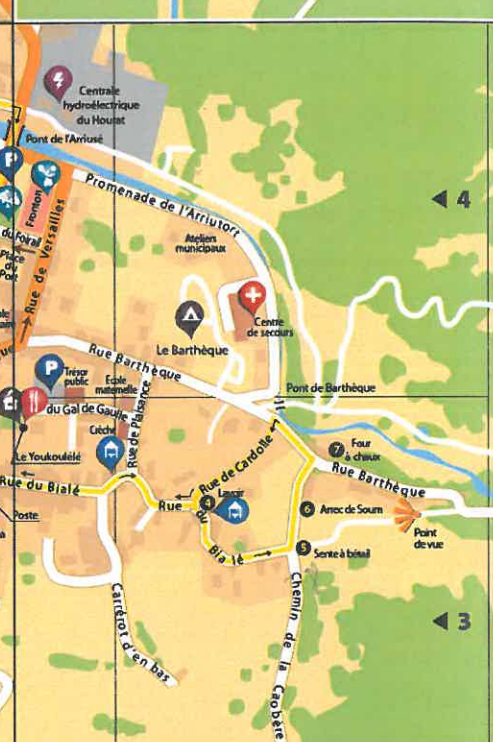 Centrale
hydroélectrique
du Hourat
Pont de l'Arriusé
P
Fronton
Promenade de l'Arriutort
◀ 4
du Foirail
Rue de Versailles
Ateliers
municipaux
Place
du
Port
Centre
de secours
Le Barthèque
Rue Barthèque
P
Trésor
public
Ecole
maternelle
Rue de Plaisance
Pont de Barthèque
du Gal de Gaulle
Crèche
Rue de Cardolle
7
Four
à chaux
Le Youkoulélé
Rue Barthèque
Rue du Bialé
Lavoir
4
Rue du Bialé
6
Arrec de Soum
Point
de vue
Poste
5
Sente à bétail
Carrérot d'en bas
Chemin de la Caobère
◀ 3